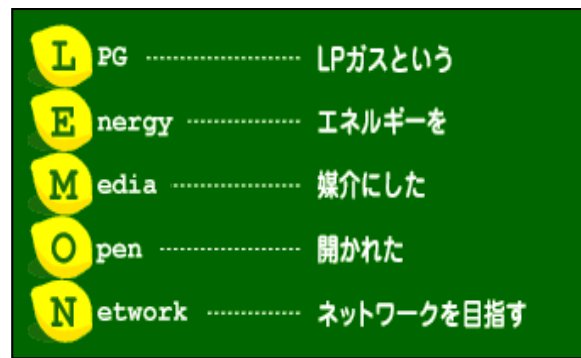 LPG LPガスという
Energy エネルギーを
Media 媒介にした
Open 開かれた
Network ネットワークを目指す